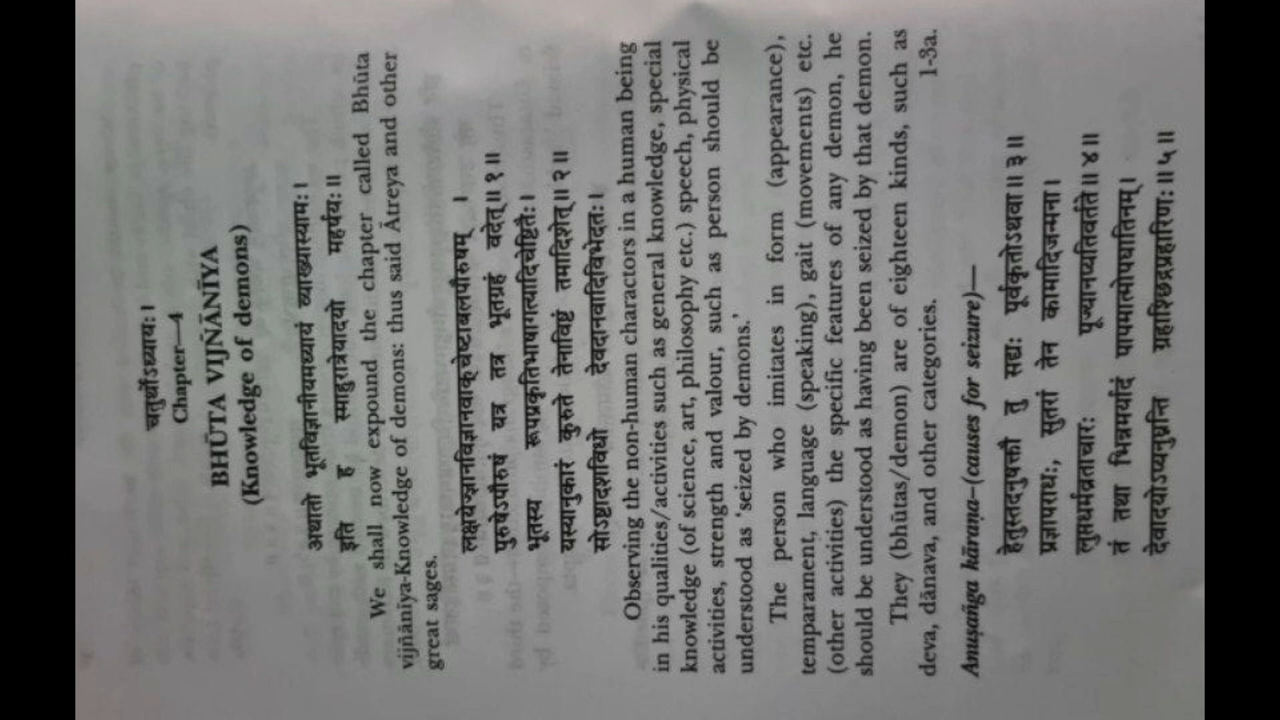 चतुर्थोऽध्यायः ।
Chapter—4
BHŪTA VIJÑĀNĪYA
(Knowledge of demons)
अथातो भूतविज्ञानीयमध्यायं व्याख्यास्यामः ।
इति ह स्माहुरात्रेयादयो महर्षयः ॥
We shall now expound the chapter called Bhūta
vijñānīya-Knowledge of demons: thus said Ātreya and other
great sages.
लक्षयेज्ज्ञानविज्ञानवाक्चेष्टाबलपौरुषम् ।
पुरुषेऽपौरुषं यत्र तत्र भूतग्रहं वदेत्॥ १ ॥
भूतस्य रूपप्रकृतिभाषागत्यादिचेष्टितैः ।
यस्यानुकारं कुरुते तेनाविष्टं तमादिशेत्॥ २ ॥
सोऽष्टादशविधो देवदानवादिविभेदतः ।
Observing the non-human charactors in a human being
in his qualities/activities such as general knowledge, special
knowledge (of science, art, philosophy etc.) speech, physical
activities, strength and valour, such as person should be
understood as 'seized by demons.'
The person who imitates in form (appearance),
temparament, language (speaking), gait (movements) etc.
(other activities) the specific features of any demon, he
should be understood as having been seized by that demon.
They (bhūtas/demon) are of eighteen kinds, such as
deva, dānava, and other categories. 1-3a.
Anuṣaṅga hāraṇa–(causes for seizure)—
हेतुस्तदनुषक्तौ तु सद्यः पूर्वकृतोऽथवा ॥ ३ ॥
प्रज्ञापराधः, सुतरां तेन कामादिजन्मना ।
लुप्तधर्मव्रताचारः पूज्यानप्यतिवर्तते ॥ ४ ॥
तं तथा भिन्नमर्यादं पापमात्मोपघातिनम् ।
देवादयोऽप्यनुघ्नन्ति ग्रहाश्छिद्रप्रहारिणः ॥ ५ ॥